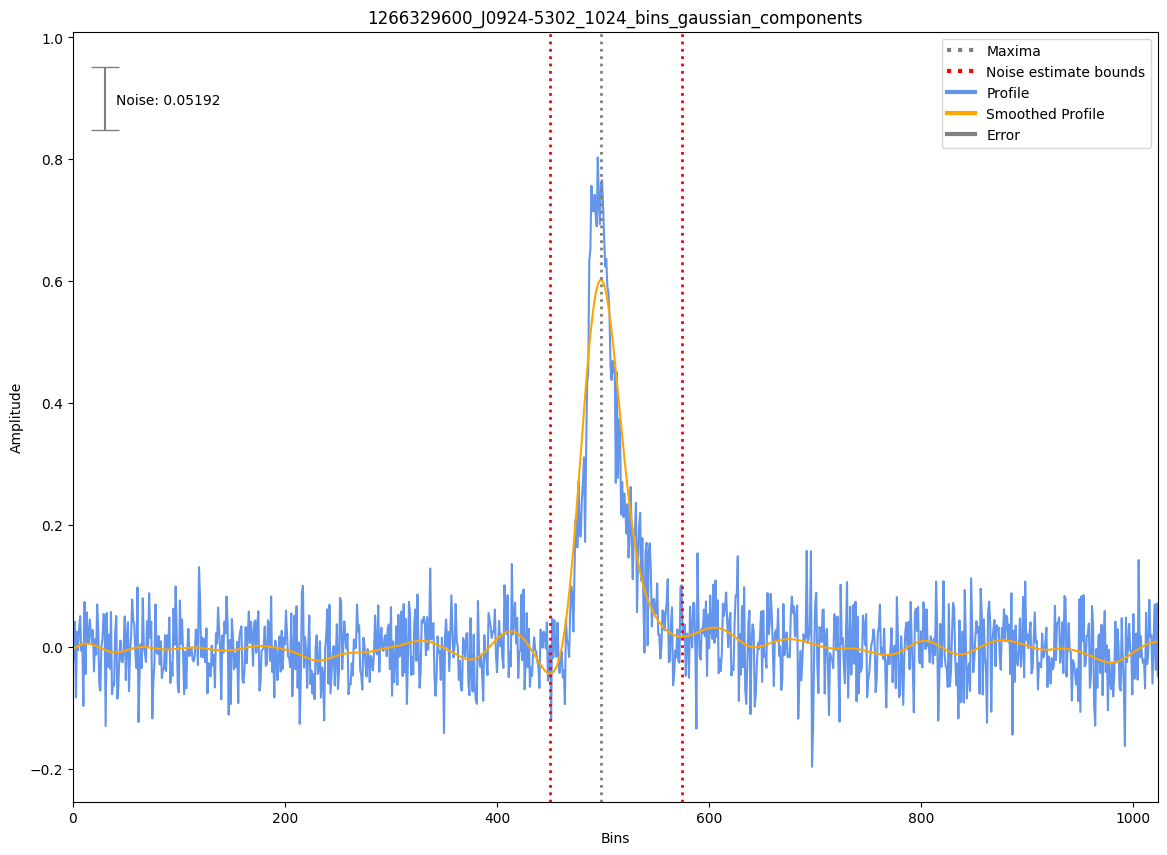 1266329600_J0924-5302_1024_bins_gaussian_components
Noise: 0.05192
Maxima
Noise estimate bounds
Profile
Smoothed Profile
Error
Amplitude
1.0
0.8
0.6
0.4
0.2
0.0
−0.2
0 200 400 600 800 1000
Bins